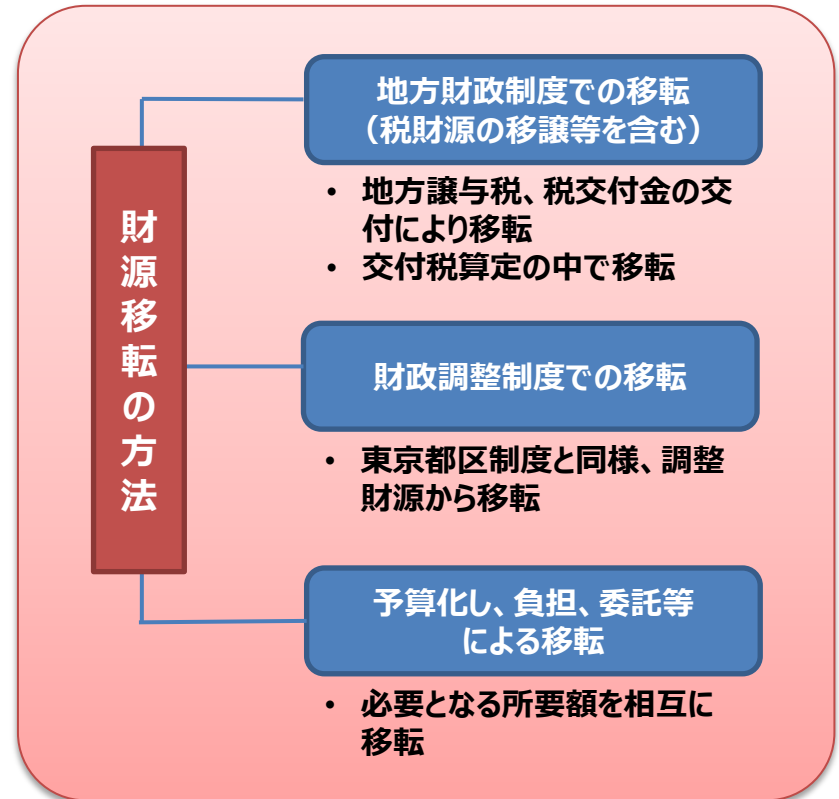 財源移転の方法
地方財政制度での移転
（税財源の移譲等を含む）
・ 地方譲与税、税交付金の交
付により移転
・ 交付税算定の中で移転
財政調整制度での移転
・ 東京都区制度と同様、調整
財源から移転
予算化し、負担、委託等
による移転
・ 必要となる所要額を相互に
移転